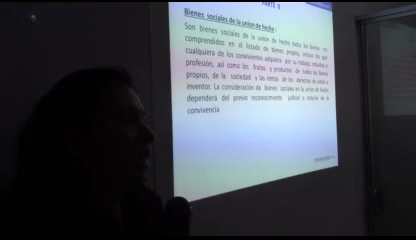 PARTE II
Bienes sociales de la union de hecho:
Son bienes sociales de la unión de hecho todos los bienes no
comprendidos en el listado de bienes propios, incluso los que
cualquiera de los convivientes adquiera por su trabajo, industria o
profesión, así como los frutos y productos de todos los bienes
propios, de la sociedad y las rentas de los derechos de autor e
inventor. La consideración de bienes sociales en la union de hecho
dependerá del previo reconocimiento judicial o notarial de la
convivencia